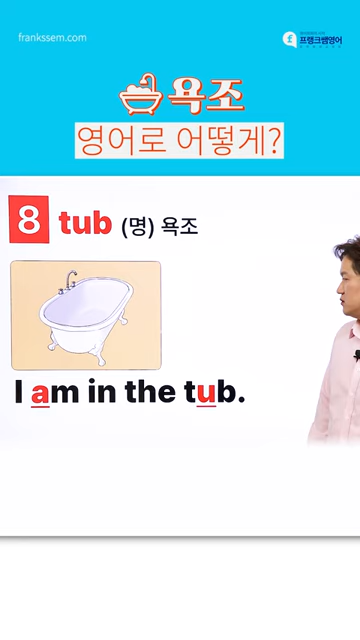 frankssem.com
프랭크쌤영어
욕조
영어로 어떻게?
8 tub (명) 욕조
I am in the tub.